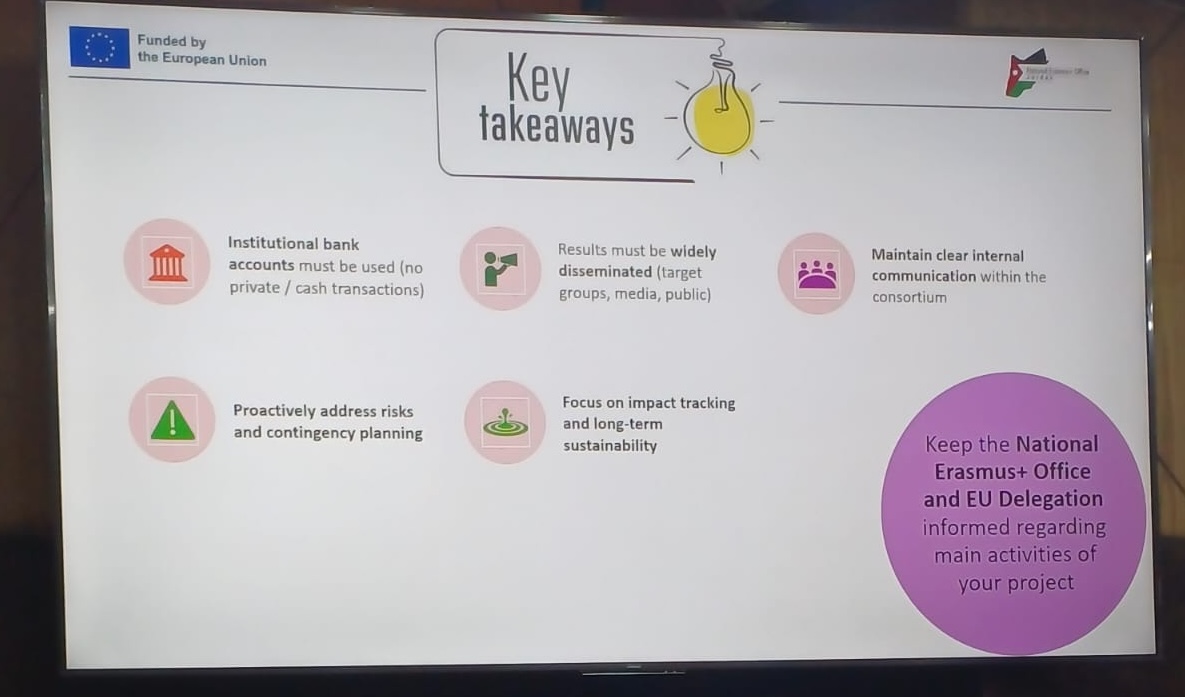 Funded by
the European Union
Key
takeaways
National Erasmus+ Office
Institutional bank
accounts must be used (no
private / cash transactions)
Results must be widely
disseminated (target
groups, media, public)
Maintain clear internal
communication within the
consortium
Proactively address risks
and contingency planning
Focus on impact tracking
and long-term
sustainability
Keep the National
Erasmus+ Office
and EU Delegation
informed regarding
main activities of
your project